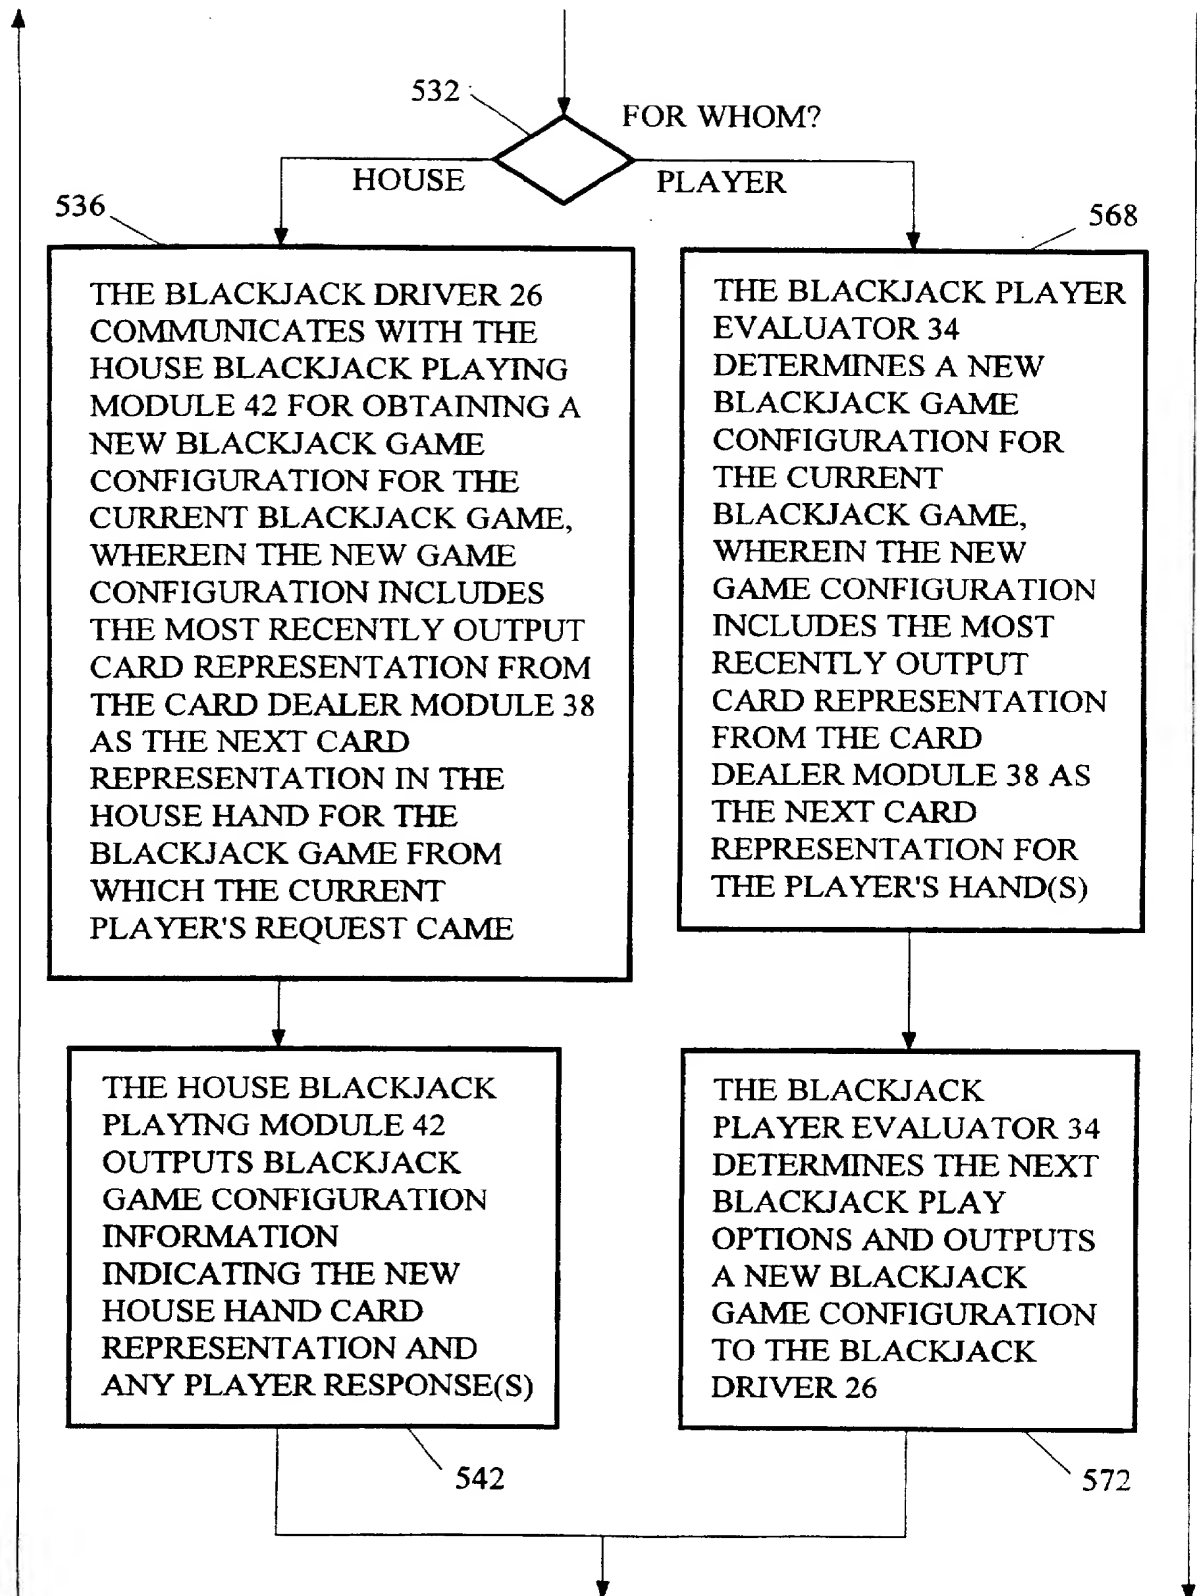 532
FOR WHOM?
HOUSE
PLAYER
536
568
THE BLACKJACK DRIVER 26
COMMUNICATES WITH THE
HOUSE BLACKJACK PLAYING
MODULE 42 FOR OBTAINING A
NEW BLACKJACK GAME
CONFIGURATION FOR THE
CURRENT BLACKJACK GAME,
WHEREIN THE NEW GAME
CONFIGURATION INCLUDES
THE MOST RECENTLY OUTPUT
CARD REPRESENTATION FROM
THE CARD DEALER MODULE 38
AS THE NEXT CARD
REPRESENTATION IN THE
HOUSE HAND FOR THE
BLACKJACK GAME FROM
WHICH THE CURRENT
PLAYER'S REQUEST CAME
THE BLACKJACK PLAYER
EVALUATOR 34
DETERMINES A NEW
BLACKJACK GAME
CONFIGURATION FOR
THE CURRENT
BLACKJACK GAME,
WHEREIN THE NEW
GAME CONFIGURATION
INCLUDES THE MOST
RECENTLY OUTPUT
CARD REPRESENTATION
FROM THE CARD
DEALER MODULE 38 AS
THE NEXT CARD
REPRESENTATION FOR
THE PLAYER'S HAND(S)
THE HOUSE BLACKJACK
PLAYING MODULE 42
OUTPUTS BLACKJACK
GAME CONFIGURATION
INFORMATION
INDICATING THE NEW
HOUSE HAND CARD
REPRESENTATION AND
ANY PLAYER RESPONSE(S)
THE BLACKJACK
PLAYER EVALUATOR 34
DETERMINES THE NEXT
BLACKJACK PLAY
OPTIONS AND OUTPUTS
A NEW BLACKJACK
GAME CONFIGURATION
TO THE BLACKJACK
DRIVER 26
542
572